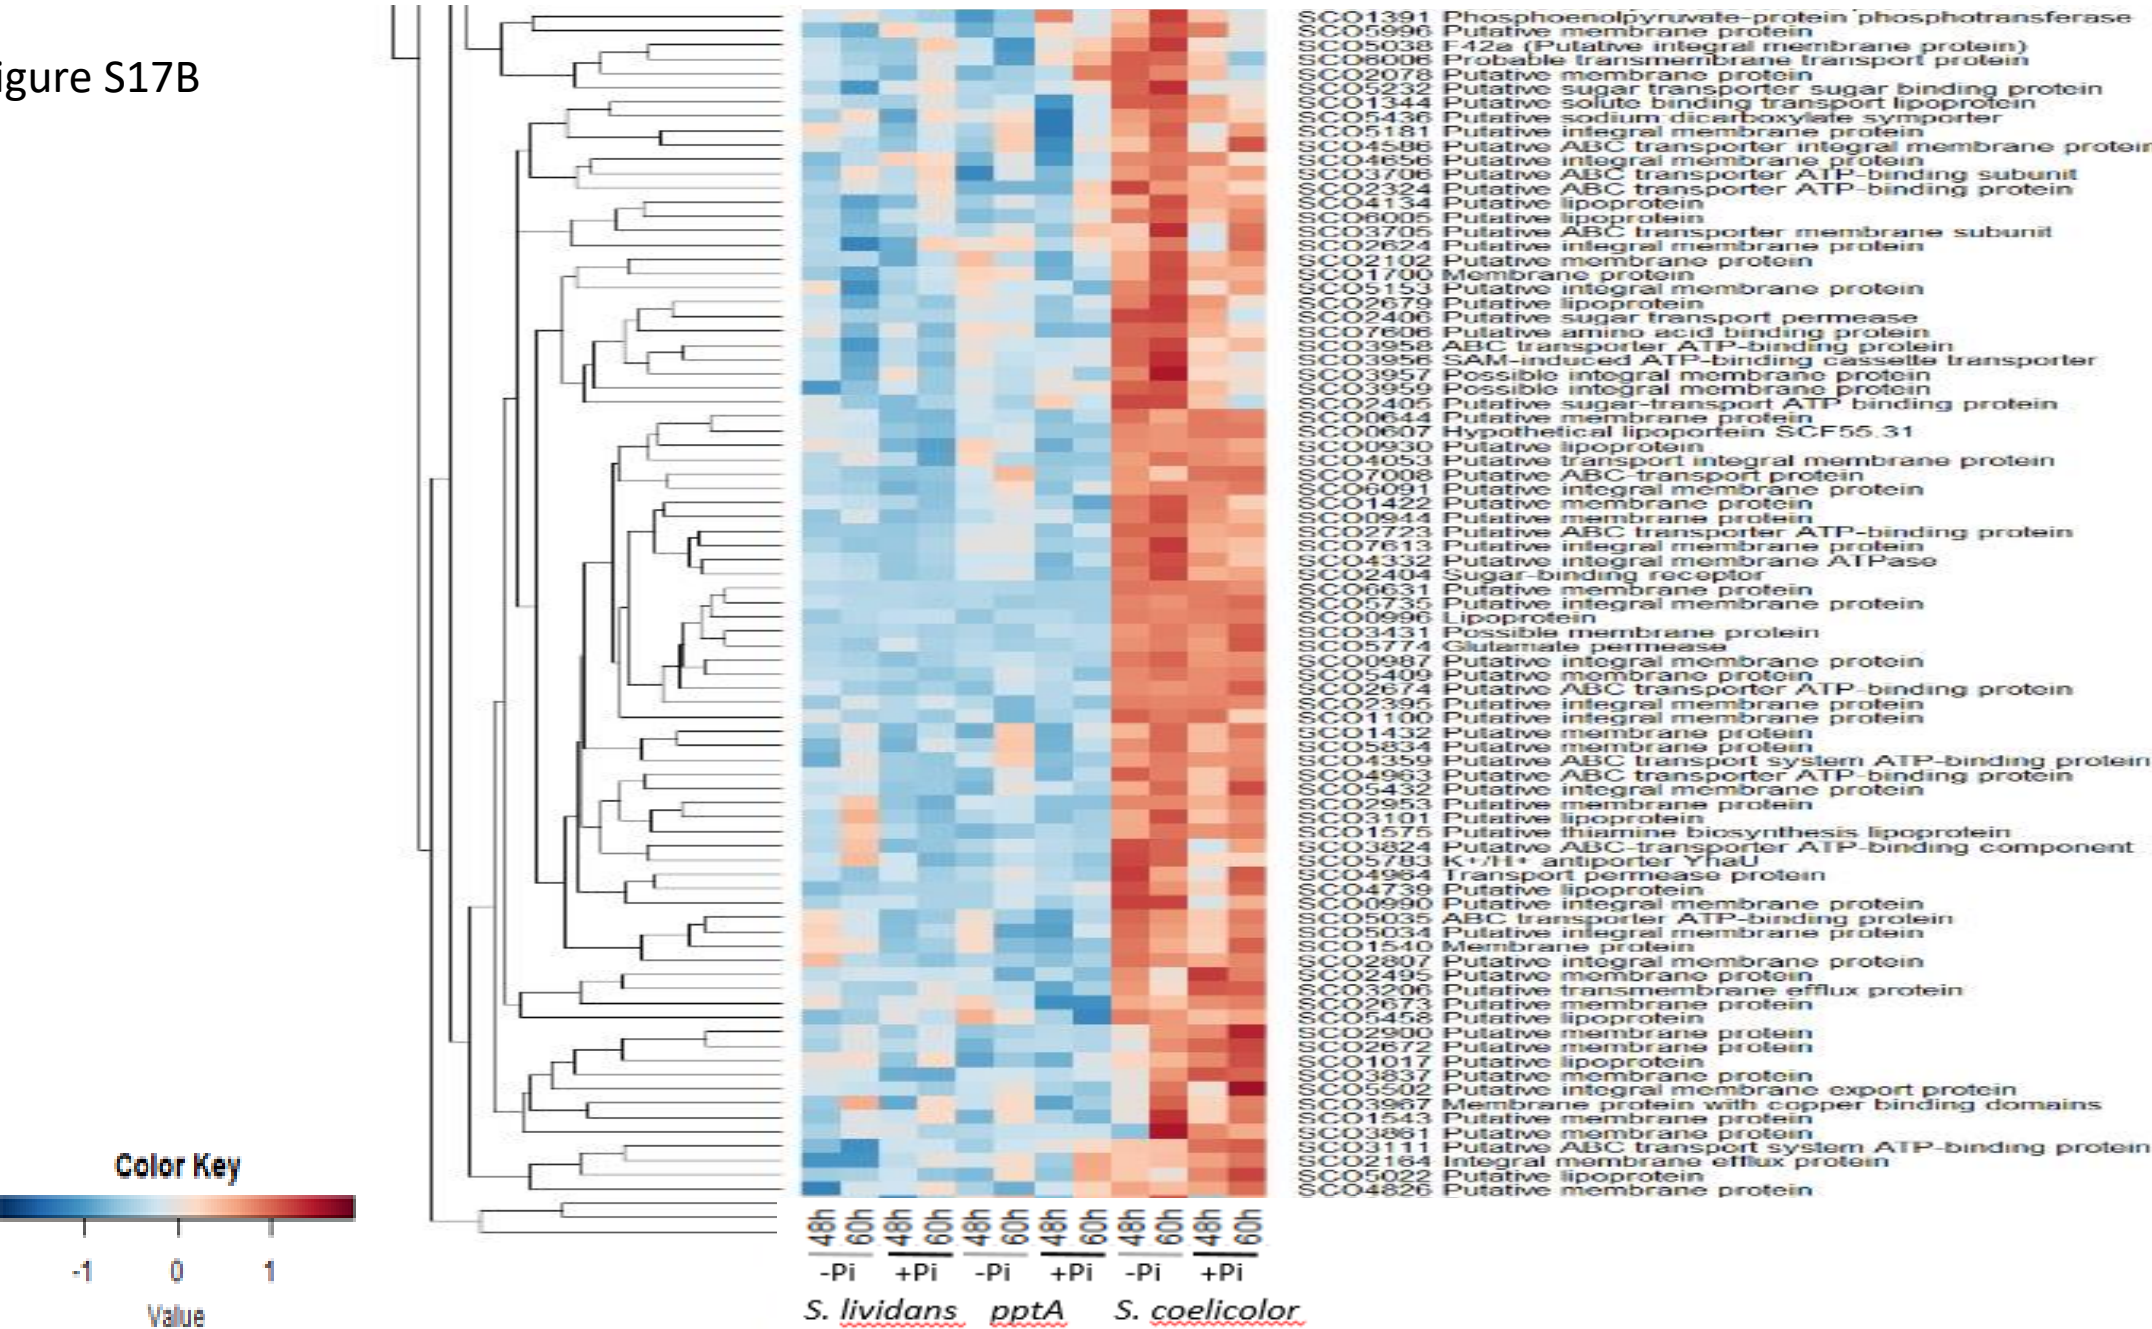 igure S17B
SCO1391 Phosphoenolpyruvate-protein phosphotransferase
SCO5996 Putative membrane protein
SCO5038 F42a (Putative integral membrane protein)
SCO6006 Probable transmembrane transport protein
SCO2078 Putative membrane protein
SCO5232 Putative sugar transporter sugar binding protein
SCO1344 Putative solute binding transport lipoprotein
SCO5436 Putative sodium:dicarboxylate symporter
SCO5181 Putative integral membrane protein
SCO4586 Putative ABC transporter integral membrane protein
SCO4656 Putative integral membrane protein
SCO3706 Putative ABC transporter ATP-binding subunit
SCO2324 Putative ABC transporter ATP-binding protein
SCO4134 Putative lipoprotein
SCO6005 Putative lipoprotein
SCO3705 Putative ABC transporter membrane subunit
SCO2624 Putative integral membrane protein
SCO2102 Putative membrane protein
SCO1700 Membrane protein
SCO5153 Putative integral membrane protein
SCO2679 Putative lipoprotein
SCO2406 Putative sugar transport permease
SCO7606 Putative amino acid binding protein
SCO3958 ABC transporter ATP-binding protein
SCO3956 SAM-induced ATP-binding cassette transporter
SCO3957 Possible integral membrane protein
SCO3959 Possible integral membrane protein
SCO2405 Putative sugar-transport ATP binding protein
SCO0644 Putative membrane protein
SCO0607 Hypothetical lipoportein SCF55.31
SCO0930 Putative lipoprotein
SCO4053 Putative transport integral membrane protein
SCO7008 Putative ABC-transport protein
SCO6091 Putative integral membrane protein
SCO1422 Putative membrane protein
SCO0944 Putative membrane protein
SCO2723 Putative ABC transporter ATP-binding protein
SCO7613 Putative integral membrane protein
SCO4332 Putative integral membrane ATPase
SCO2404 Sugar-binding receptor
SCO6631 Putative membrane protein
SCO5735 Putative integral membrane protein
SCO0996 Lipoprotein
SCO3431 Possible membrane protein
SCO5774 Glutamate permease
SCO0987 Putative integral membrane protein
SCO5409 Putative membrane protein
SCO2674 Putative ABC transporter ATP-binding protein
SCO2395 Putative integral membrane protein
SCO1100 Putative integral membrane protein
SCO1432 Putative membrane protein
SCO5834 Putative membrane protein
SCO4359 Putative ABC transport system ATP-binding protein
SCO4963 Putative ABC transporter ATP-binding protein
SCO5432 Putative integral membrane protein
SCO2953 Putative membrane protein
SCO3101 Putative lipoprotein
SCO1575 Putative thiamine biosynthesis lipoprotein
SCO3824 Putative ABC-transporter ATP-binding component
SCO5783 K+/H+ antiporter YhaU
SCO4964 Transport permease protein
SCO4739 Putative lipoprotein
SCO0990 Putative integral membrane protein
SCO5035 ABC transporter ATP-binding protein
SCO5034 Putative integral membrane protein
SCO1540 Membrane protein
SCO2807 Putative integral membrane protein
SCO2495 Putative membrane protein
SCO3206 Putative transmembrane efflux protein
SCO2673 Putative membrane protein
SCO5458 Putative lipoprotein
SCO2900 Putative membrane protein
SCO2672 Putative membrane protein
SCO1017 Putative lipoprotein
SCO3837 Putative membrane protein
SCO5502 Putative integral membrane export protein
SCO3967 Membrane protein with copper binding domains
SCO1543 Putative membrane protein
SCO3861 Putative membrane protein
SCO3111 Putative ABC transport system ATP-binding protein
SCO2164 Integral membrane efflux protein
SCO5022 Putative lipoprotein
SCO4826 Putative membrane protein
Color Key
-1 0 1
Value
48h 60h 48h 60h 48h 60h 48h 60h 48h 60h 48h 60h
-Pi +Pi -Pi +Pi -Pi +Pi
S. lividans pptA S. coelicolor